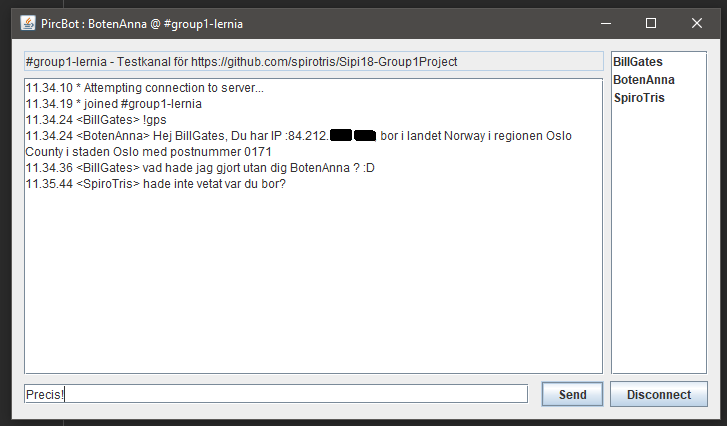 PircBot : BotenAnna @ #group1-lernia
#group1-lernia - Testkanal för https://github.com/spirotris/Sipi18-Group1Project
11.34.10 * Attempting connection to server...
11.34.19 * joined #group1-lernia
11.34.24 <BillGates> !gps
11.34.24 <BotenAnna> Hej BillGates, Du har IP :84.212. bor i landet Norway i regionen Oslo
County i staden Oslo med postnummer 0171
11.34.36 <BillGates> vad hade jag gjort utan dig BotenAnna ? :D
11.35.44 <SpiroTris> hade inte vetat var du bor?
BillGates
BotenAnna
SpiroTris
Precis!
Send
Disconnect